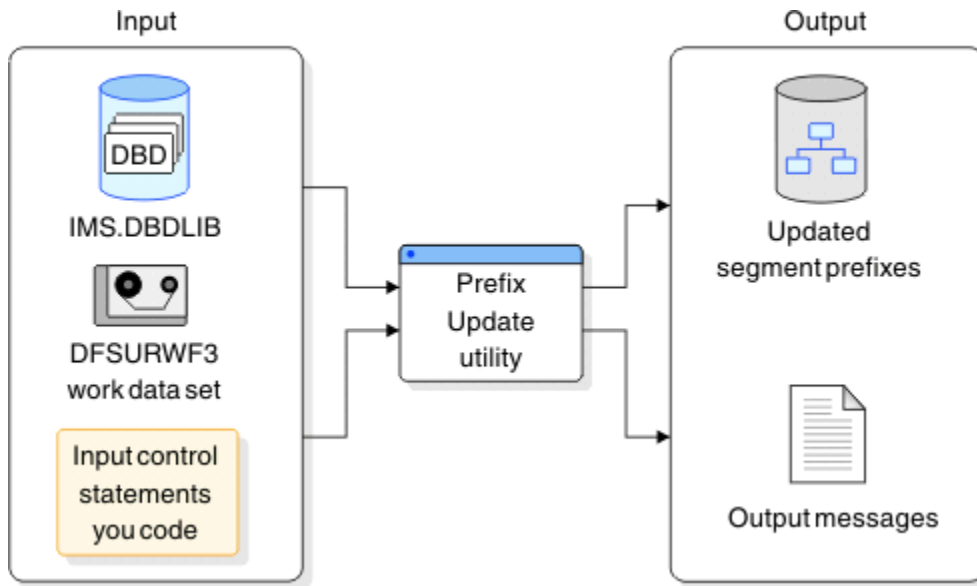 Input
DBD
IMS.DBDLIB
DFSURWF3
work data set
Input control
statements
you code
Prefix
Update
utility
Output
Updated
segment prefixes
Output messages